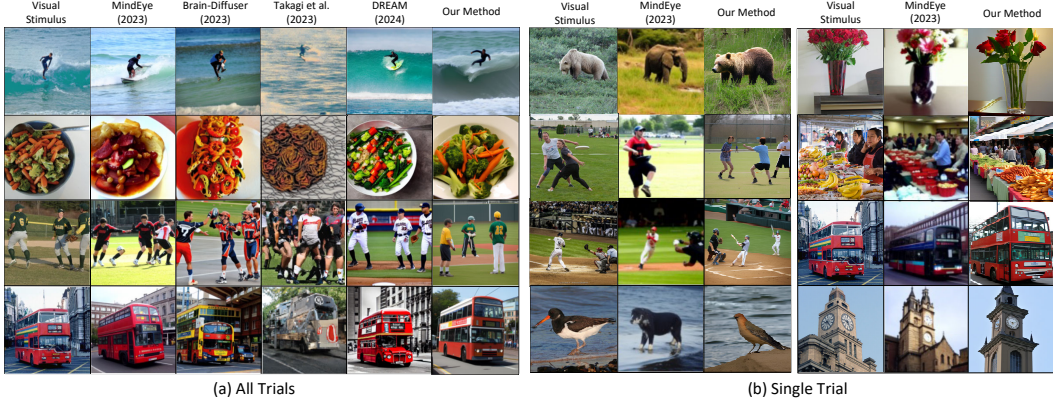 Visual Stimulus
MindEye (2023)
Brain-Diffuser (2023)
Takagi et al. (2023)
DREAM (2024)
Our Method
Visual Stimulus
MindEye (2023)
Our Method
Visual Stimulus
MindEye (2023)
Our Method
(a) All Trials
(b) Single Trial